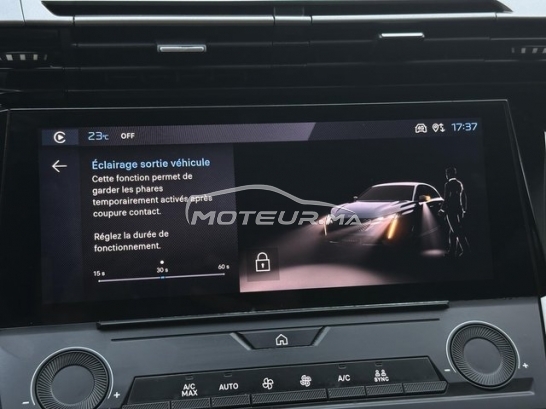 23°C OFF 17:37
Éclairage sortie véhicule
Cette fonction permet de
garder les phares
temporairement activés après
coupure contact.
Réglez la durée de
fonctionnement.
15 s 30 s 60 s
MOTEUR.MA
A/C MAX AUTO A/C SYNC